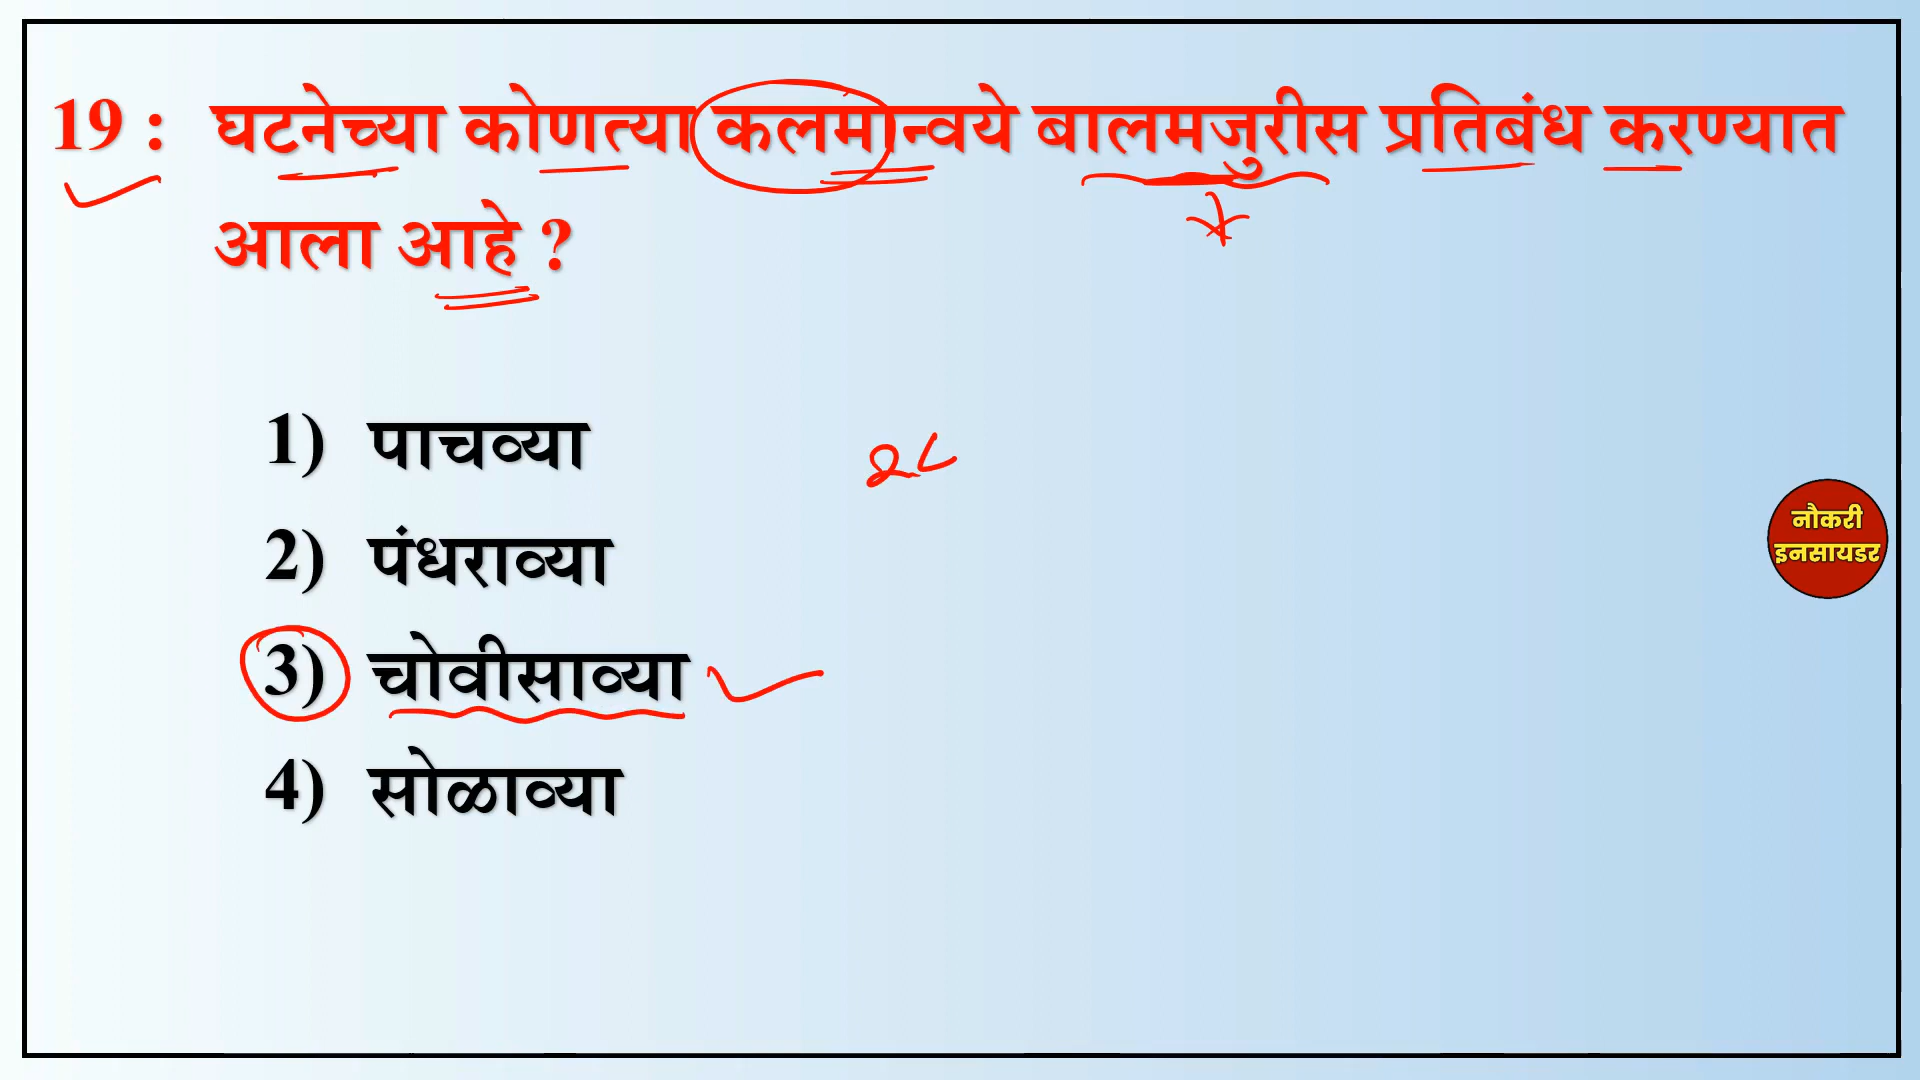 19 : घटनेच्या कोणत्या कलमान्वये बालमजुरीस प्रतिबंध करण्यात
आला आहे ?
1) पाचव्या
2) पंधराव्या
3) चोवीसाव्या
4) सोळाव्या
नौकरी
इनसायडर